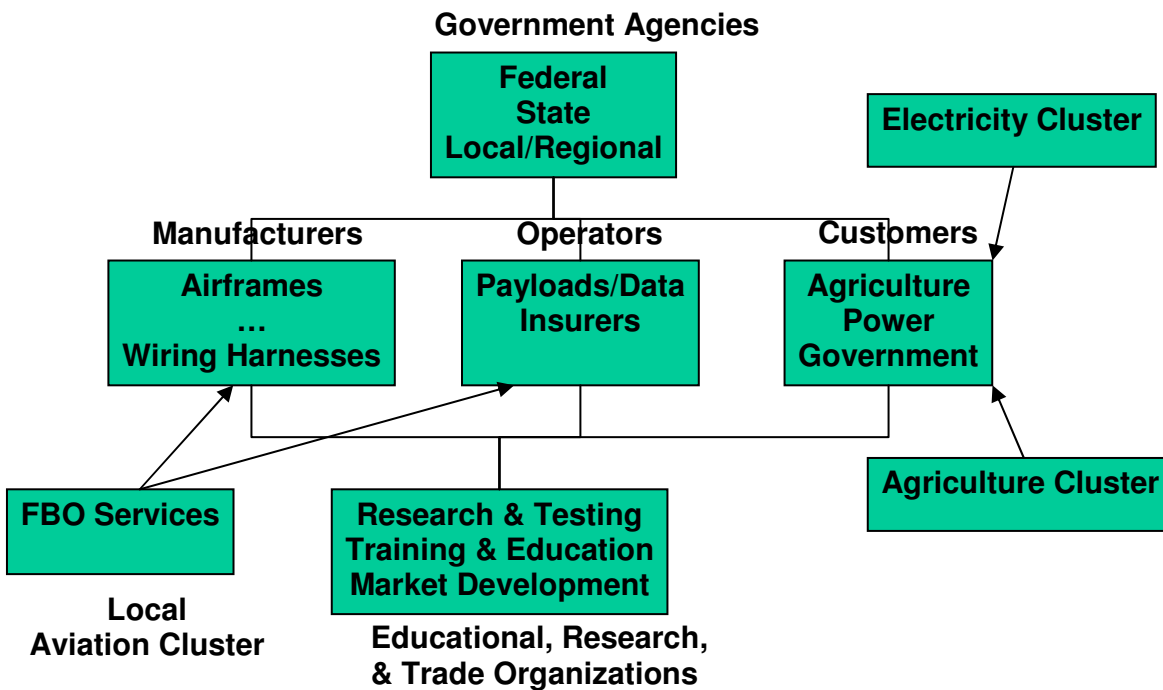 Government Agencies
Federal
State
Local/Regional
Electricity Cluster
Manufacturers
Operators
Customers
Airframes
…
Wiring Harnesses
Payloads/Data
Insurers
Agriculture
Power
Government
FBO Services
Research & Testing
Training & Education
Market Development
Agriculture Cluster
Local
Aviation Cluster
Educational, Research,
& Trade Organizations